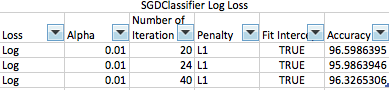 SGDClassifier Log Loss
Loss Alpha Number of Iteration Penalty Fit Interce Accuracy
Log 0.01 20 L1 TRUE 96.5986395
Log 0.01 24 L1 TRUE 95.9863946
Log 0.01 40 L1 TRUE 96.3265306